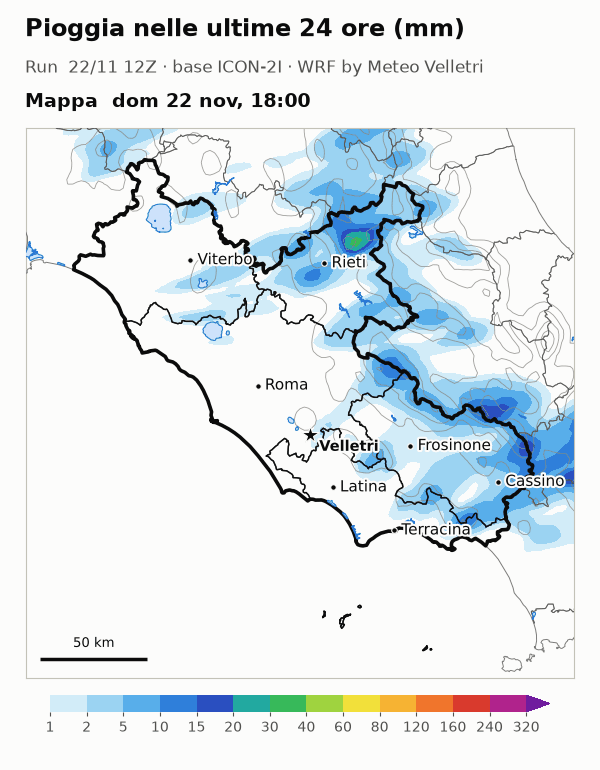 Pioggia nelle ultime 24 ore (mm)
Run  22/11 12Z · base ICON-2I · WRF by Meteo Velletri
Mappa  dom 22 nov, 18:00
Viterbo
Rieti
Roma
Velletri
Frosinone
Cassino
Latina
Terracina
50 km
1 2 5 10 15 20 30 40 60 80 120 160 240 320